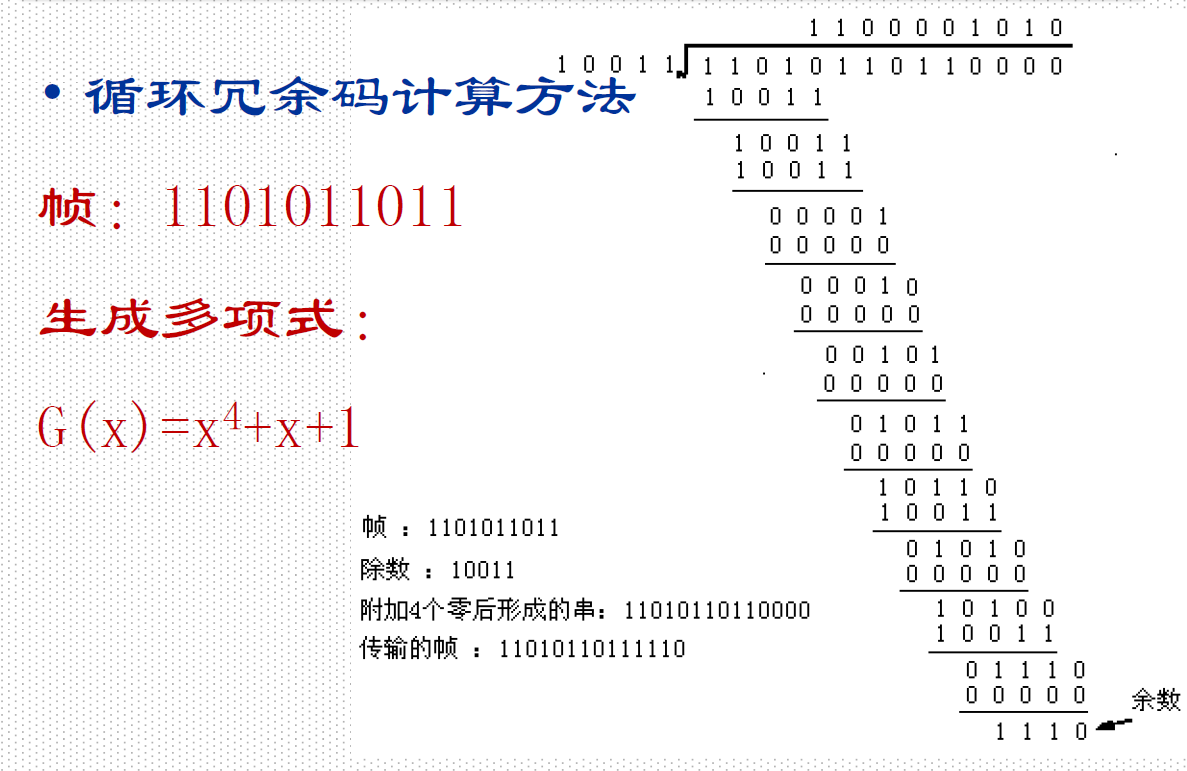 • 循环冗余码计算方法
帧：1101011011
生成多项式：
G(x)=x⁴+x+1
1 1 0 0 0 0 1 0 1 0
1 0 0 1 1
1 1 0 1 0 1 1 0 1 1 0 0 0 0
1 0 0 1 1
1 0 0 1 1
1 0 0 1 1
0 0 0 0 1
0 0 0 0 0
0 0 0 1 0
0 0 0 0 0
0 0 1 0 1
0 0 0 0 0
0 1 0 1 1
0 0 0 0 0
1 0 1 1 0
1 0 0 1 1
0 1 0 1 0
0 0 0 0 0
1 0 1 0 0
1 0 0 1 1
0 1 1 1 0
0 0 0 0 0
1 1 1 0
余数
帧 ：1101011011
除数 ：10011
附加4个零后形成的串：11010110110000
传输的帧 ：11010110111110